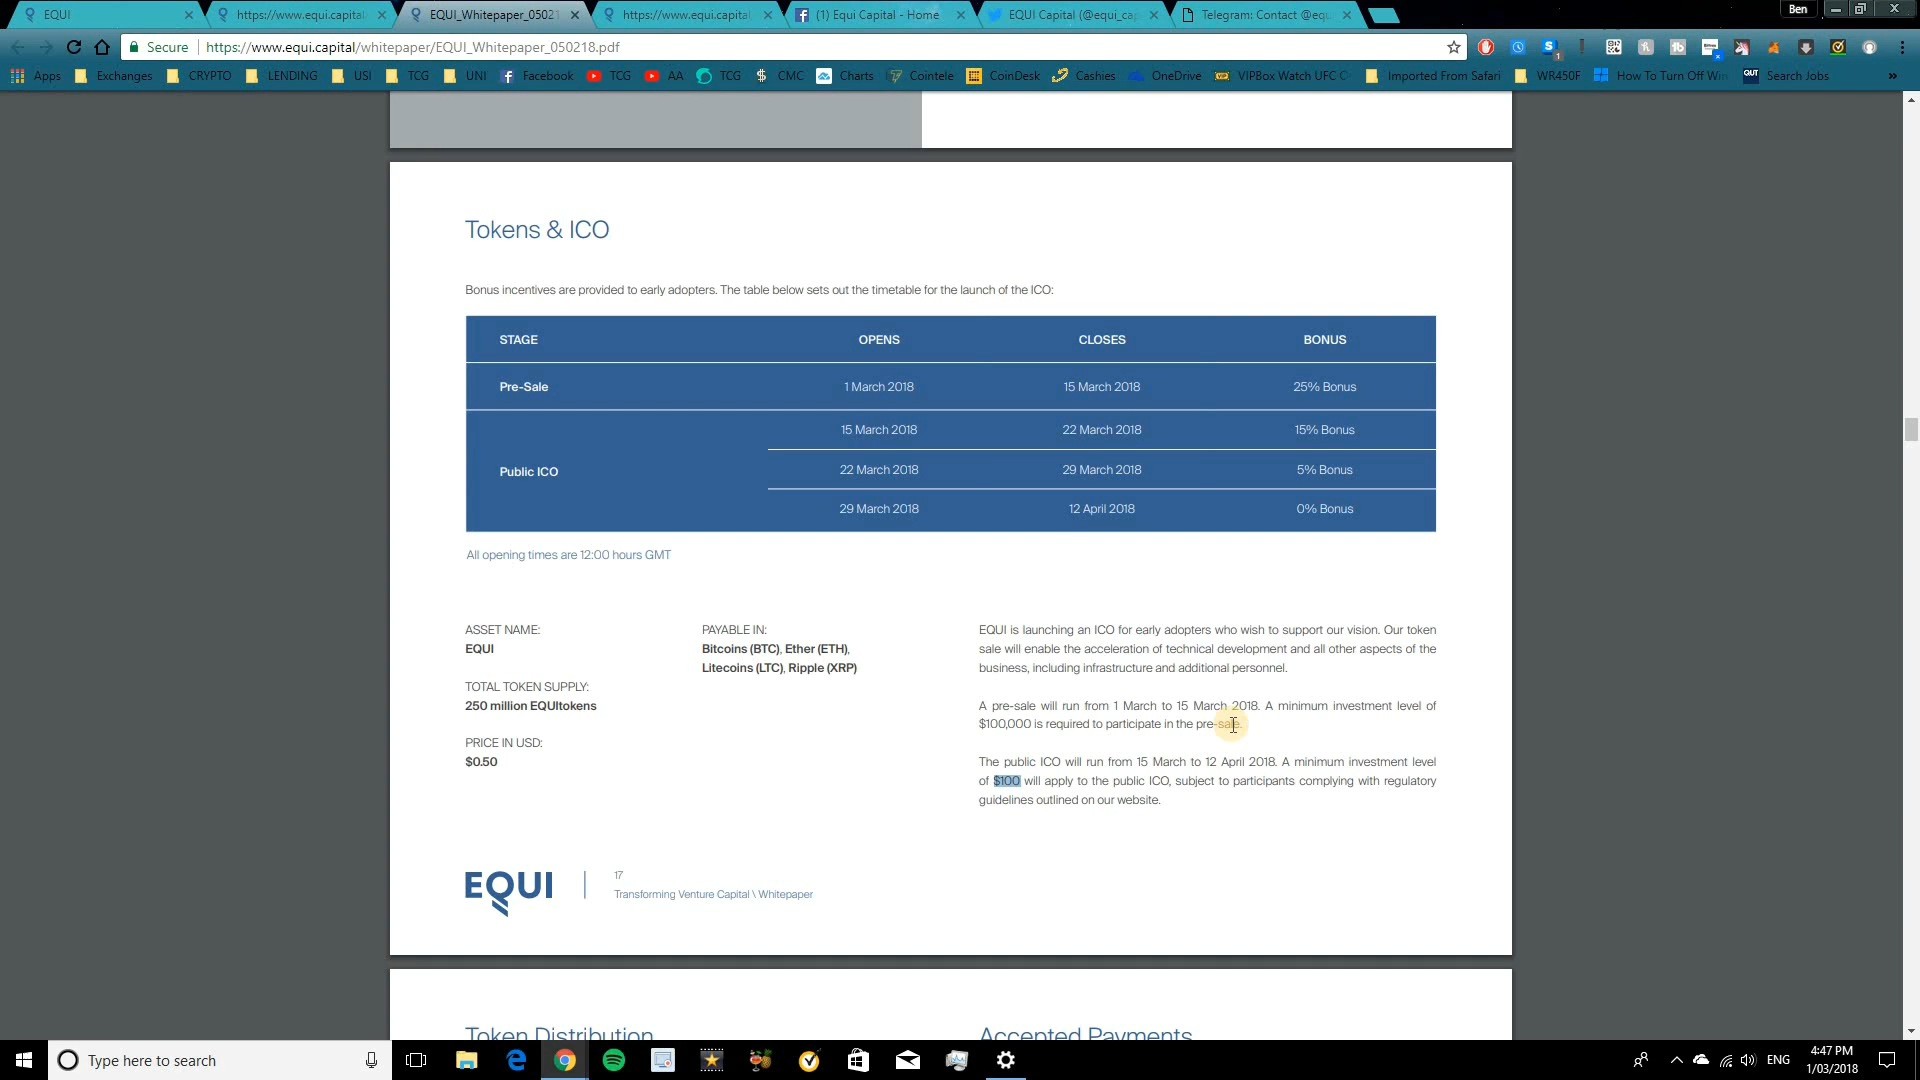 EQUI
https://www.equi.capital
EQUI_Whitepaper_05021
https://www.equi.capital
(1) Equi Capital - Home
EQUI Capital (@equi_cap
Telegram: Contact @equ
Ben
Secure
https://www.equi.capital/whitepaper/EQUI_Whitepaper_050218.pdf
Apps
Exchanges
CRYPTO
LENDING
USI
TCG
UNI
Facebook
TCG
AA
TCG
CMC
Charts
Cointele
CoinDesk
Cashies
OneDrive
VIPBox Watch UFC
Imported From Safari
WR450F
How To Turn Off Win
QUT
Search Jobs
Tokens & ICO
Bonus incentives are provided to early adopters. The table below sets out the timetable for the launch of the ICO:
STAGE OPENS CLOSES BONUS
Pre-Sale 1 March 2018 15 March 2018 25% Bonus
15 March 2018 22 March 2018 15% Bonus
Public ICO 22 March 2018 29 March 2018 5% Bonus
29 March 2018 12 April 2018 0% Bonus
All opening times are 12:00 hours GMT
ASSET NAME:
EQUI
TOTAL TOKEN SUPPLY:
250 million EQUItokens
PRICE IN USD:
$0.50
PAYABLE IN:
Bitcoins (BTC), Ether (ETH),
Litecoins (LTC), Ripple (XRP)
EQUI is launching an ICO for early adopters who wish to support our vision. Our token
sale will enable the acceleration of technical development and all other aspects of the
business, including infrastructure and additional personnel.
A pre-sale will run from 1 March to 15 March 2018. A minimum investment level of
$100,000 is required to participate in the pre-sale.
The public ICO will run from 15 March to 12 April 2018. A minimum investment level
of $100 will apply to the public ICO, subject to participants complying with regulatory
guidelines outlined on our website.
EQUI
17
Transforming Venture Capital \ Whitepaper
Token Distribution
Accepted Payments
Type here to search
ENG
4:47 PM
1/03/2018